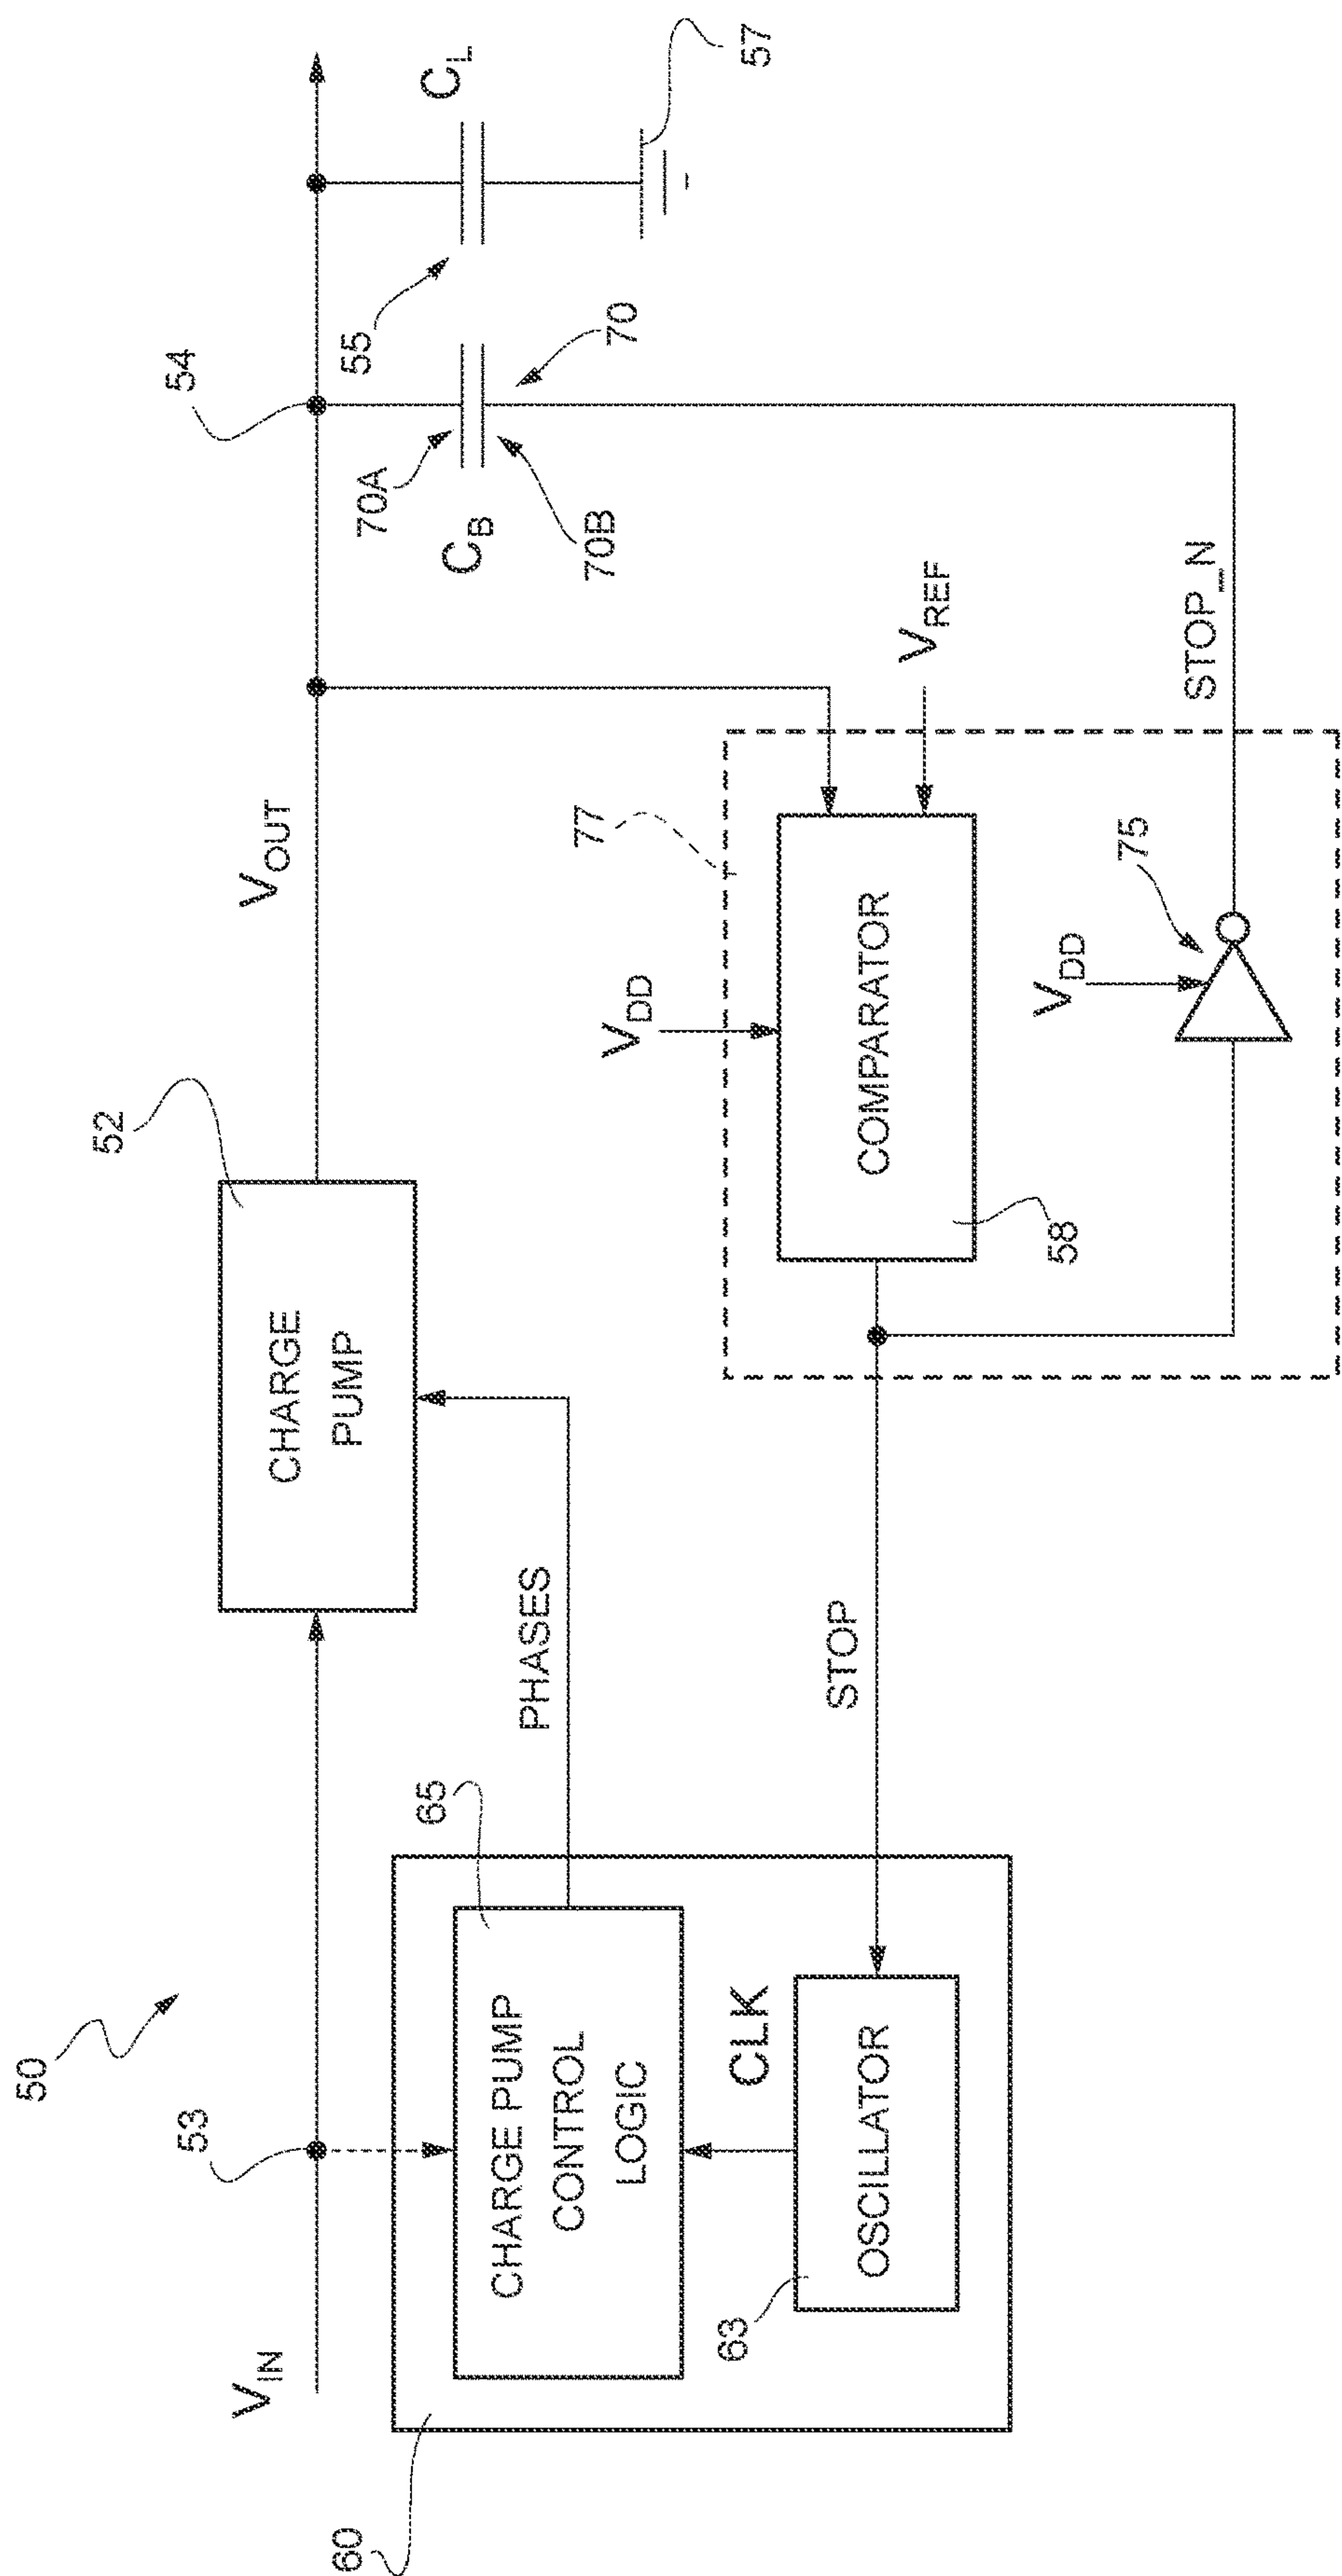 50
V_IN
53
60
CHARGE PUMP
CONTROL
LOGIC
65
CLK
OSCILLATOR
63
PHASES
STOP
CHARGE
PUMP
52
V_OUT
54
70A
C_B
70B
70
55
C_L
57
77
V_DD
COMPARATOR
58
V_REF
V_DD
75
STOP_N